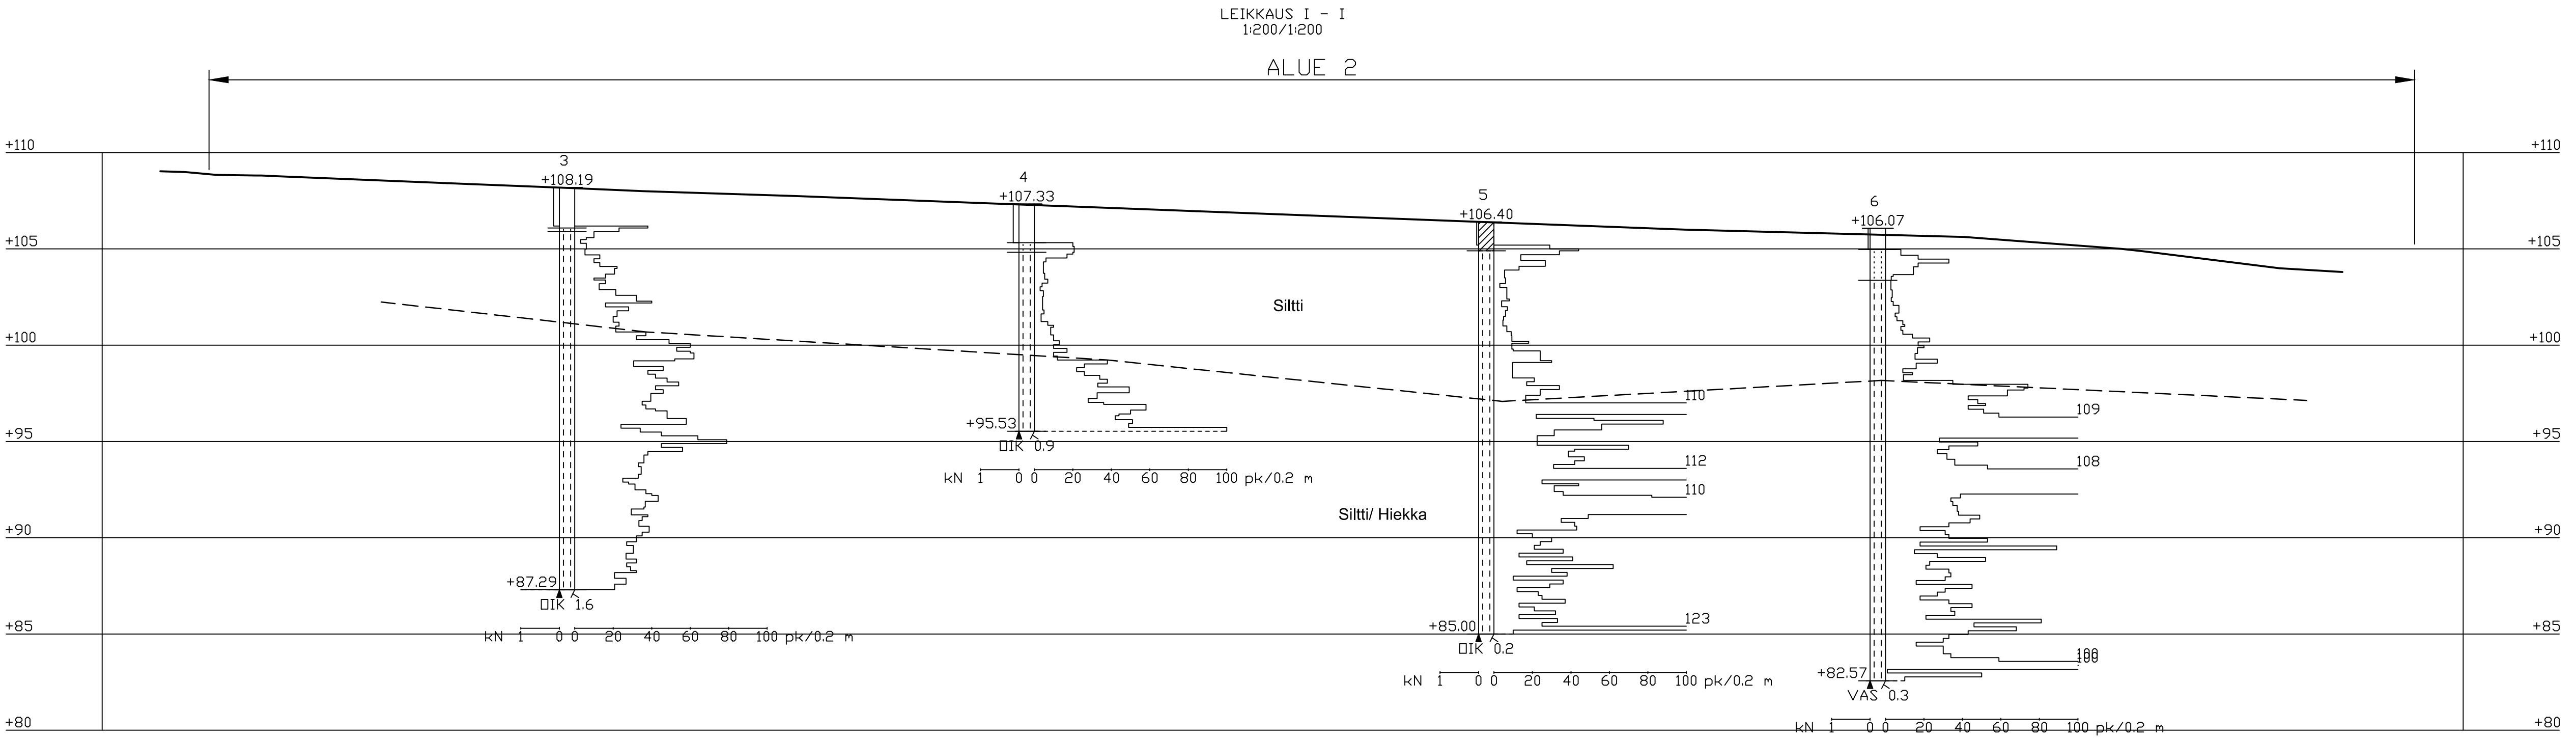 LEIKKAUS I - I
1:200/1:200
ALUE 2
+110 +110
3
+108.19
4
+107.33
5
+106.40
6
+106.07
+105 +105
Siltti
+100 +100
110
109
+95.53
OIK 0.9
+95 +95
112
108
kN 1 0 0 20 40 60 80 100 pk/0.2 m
110
Siltti/ Hiekka
+90 +90
+87.29
OIK 1.6
123
+85 +85
+85.00
OIK 0.2
kN 1 0 0 20 40 60 80 100 pk/0.2 m
100
100
+82.57
VAS 0.3
kN 1 0 0 20 40 60 80 100 pk/0.2 m
+80 +80
kN 1 0 0 20 40 60 80 100 pk/0.2 m